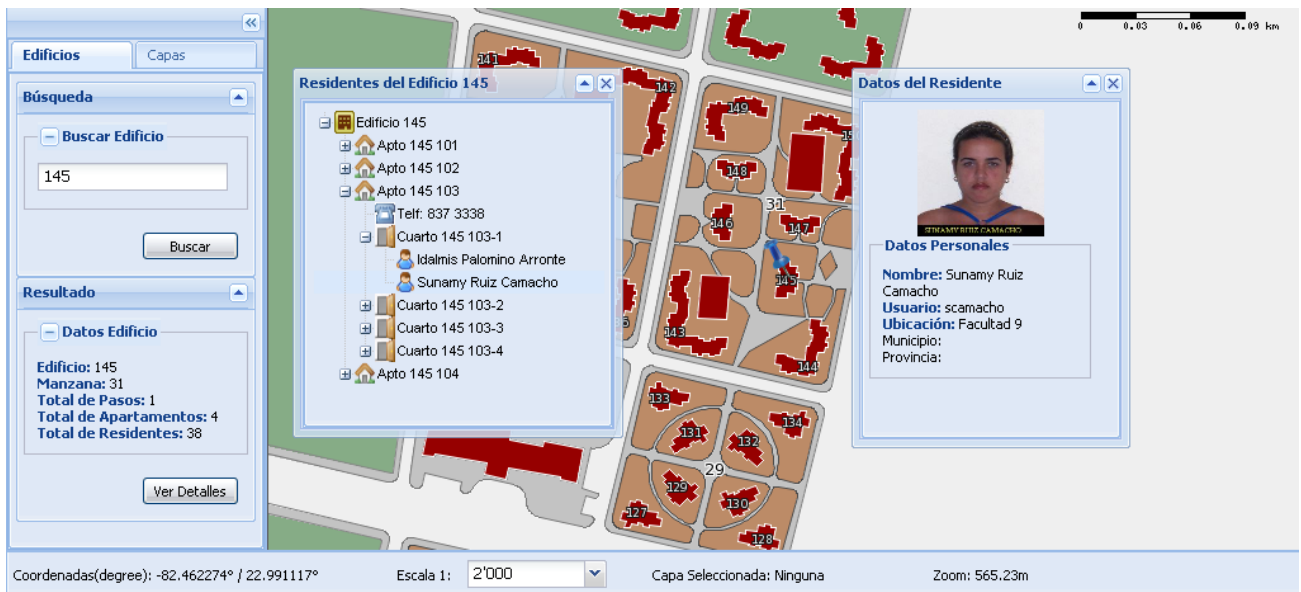 Edificios
Capas
Búsqueda
Buscar Edificio
145
Buscar
Resultado
Datos Edificio
Edificio: 145
Manzana: 31
Total de Pasos: 1
Total de Apartamentos: 4
Total de Residentes: 38
Ver Detalles
Residentes del Edificio 145
Edificio 145
Apto 145 101
Apto 145 102
Apto 145 103
Telf: 837 3338
Cuarto 145 103-1
Idalmis Palomino Arronte
Sunamy Ruiz Camacho
Cuarto 145 103-2
Cuarto 145 103-3
Cuarto 145 103-4
Apto 145 104
141
142
149
148
31
146
147
145
143
144
133
131
132
134
29
129
130
127
128
0 0.03 0.06 0.09 km
Datos del Residente
SUNAMY RUIZ CAMACHO
Datos Personales
Nombre: Sunamy Ruiz
Camacho
Usuario: scamacho
Ubicación: Facultad 9
Municipio:
Provincia:
Coordenadas(degree): -82.462274° / 22.991117°
Escala 1: 2'000
Capa Seleccionada: Ninguna
Zoom: 565.23m